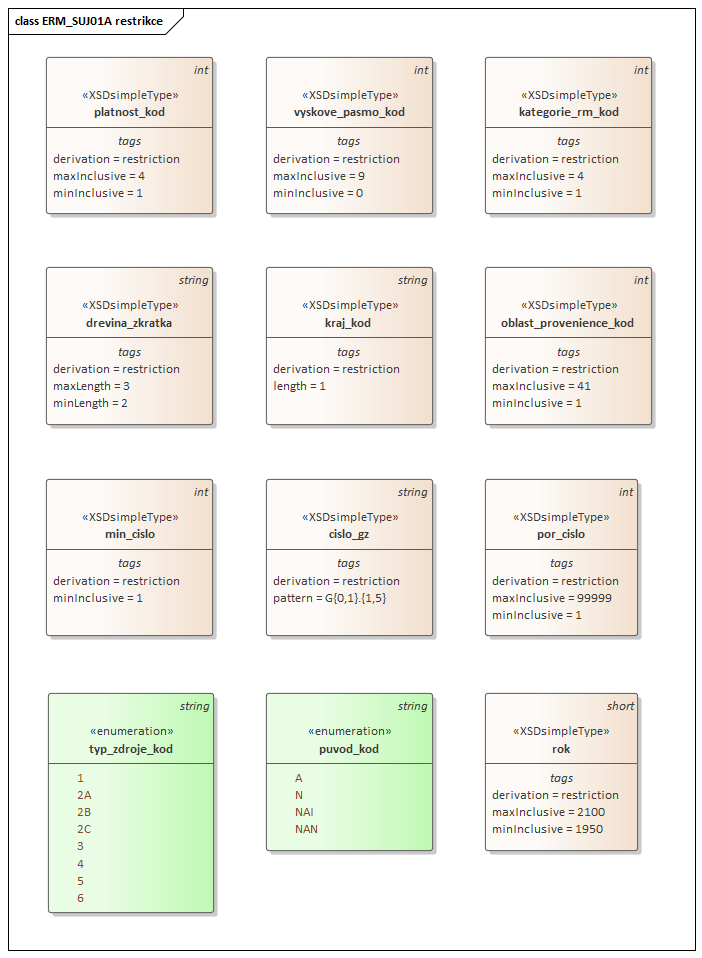 class ERM_SUJ01A restrikce
int
«XSDsimpleType»
platnost_kod
tags
derivation = restriction
maxInclusive = 4
minInclusive = 1
int
«XSDsimpleType»
vyskove_pasmo_kod
tags
derivation = restriction
maxInclusive = 9
minInclusive = 0
int
«XSDsimpleType»
kategorie_rm_kod
tags
derivation = restriction
maxInclusive = 4
minInclusive = 1
string
«XSDsimpleType»
drevina_zkratka
tags
derivation = restriction
maxLength = 3
minLength = 2
string
«XSDsimpleType»
kraj_kod
tags
derivation = restriction
length = 1
int
«XSDsimpleType»
oblast_provenience_kod
tags
derivation = restriction
maxInclusive = 41
minInclusive = 1
int
«XSDsimpleType»
min_cislo
tags
derivation = restriction
minInclusive = 1
string
«XSDsimpleType»
cislo_gz
tags
derivation = restriction
pattern = G{0,1}.{1,5}
int
«XSDsimpleType»
por_cislo
tags
derivation = restriction
maxInclusive = 99999
minInclusive = 1
string
«enumeration»
typ_zdroje_kod
1
2A
2B
2C
3
4
5
6
string
«enumeration»
puvod_kod
A
N
NAI
NAN
short
«XSDsimpleType»
rok
tags
derivation = restriction
maxInclusive = 2100
minInclusive = 1950